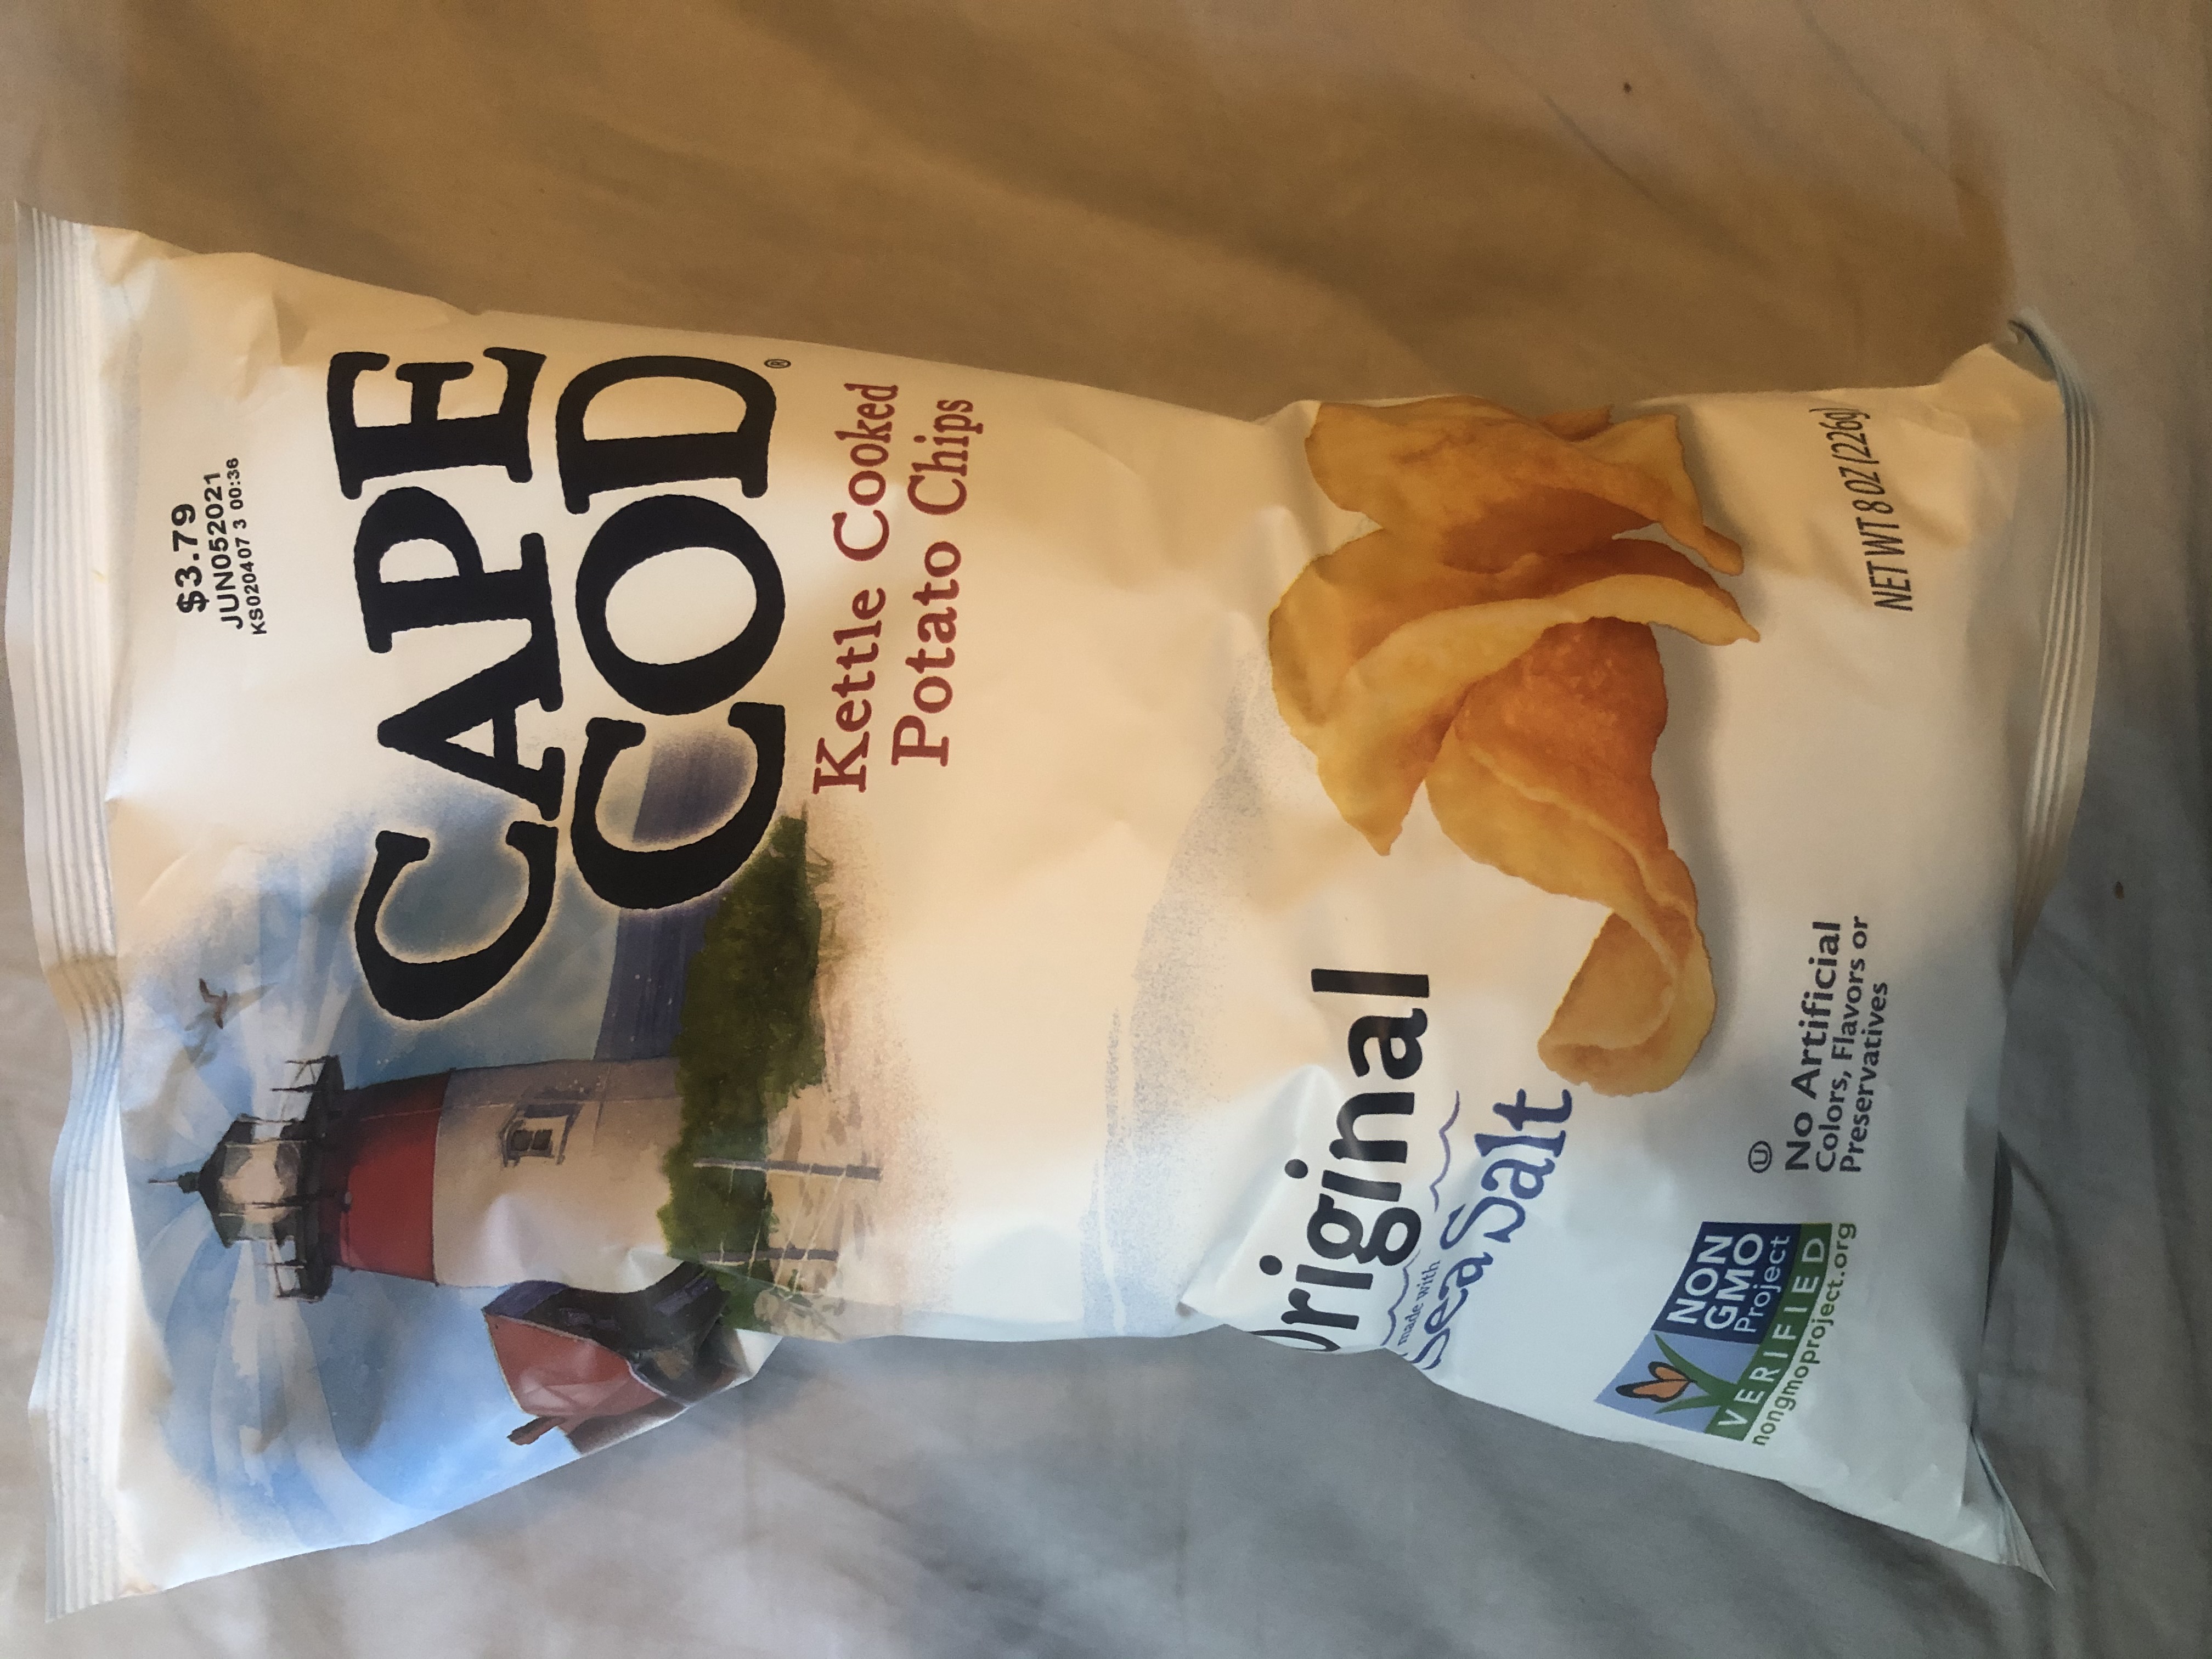 $3.79
JUN052021
KS020407 3 00:36
CAPE
COD®
Kettle Cooked
Potato Chips
Original
made with
Sea Salt
NON
GMO
Project
VERIFIED
nongmoproject.org
U
No Artificial
Colors, Flavors or
Preservatives
NET WT 8 OZ (226g)